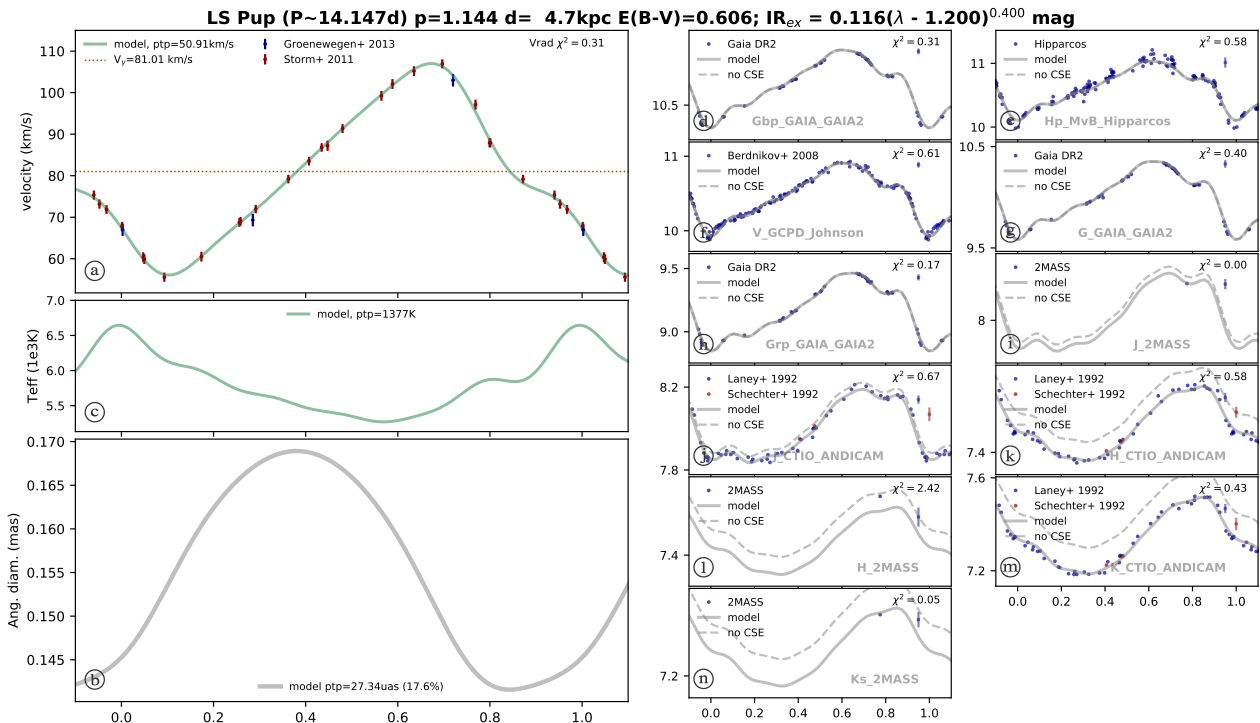 LS Pup (P~14.147d) p=1.144 d= 4.7kpc E(B-V)=0.606; IRex = 0.116(λ - 1.200)^0.400 mag
model, ptp=50.91km/s
Vγ=81.01 km/s
Groenewegen+ 2013
Storm+ 2011
Vrad χ² = 0.31
velocity (km/s)
110
100
90
80
70
60
a
model, ptp=1377K
Teff (1e3K)
7.0
6.5
6.0
5.5
c
Ang. diam. (mas)
0.170
0.165
0.160
0.155
0.150
0.145
b
model ptp=27.34uas (17.6%)
0.0 0.2 0.4 0.6 0.8 1.0
Gaia DR2
model
no CSE
χ² = 0.31
10.5
d
Gbp_GAIA_GAIA2
Hipparcos
model
no CSE
χ² = 0.58
11
10
e
Hp_MvB_Hipparcos
Berdnikov+ 2008
model
no CSE
χ² = 0.61
11
10
f
V_GCPD_Johnson
Gaia DR2
model
no CSE
χ² = 0.40
10.5
9.5
g
G_GAIA_GAIA2
Gaia DR2
model
no CSE
χ² = 0.17
9.5
9.0
h
Grp_GAIA_GAIA2
2MASS
model
no CSE
χ² = 0.00
8
i
J_2MASS
Laney+ 1992
Schechter+ 1992
model
no CSE
χ² = 0.67
8.2
7.8
j
J_CTIO_ANDICAM
Laney+ 1992
Schechter+ 1992
model
no CSE
χ² = 0.58
7.4
k
H_CTIO_ANDICAM
2MASS
model
no CSE
χ² = 2.42
7.4
l
H_2MASS
Laney+ 1992
Schechter+ 1992
model
no CSE
χ² = 0.43
7.6
7.2
m
K_CTIO_ANDICAM
0.0 0.2 0.4 0.6 0.8 1.0
2MASS
model
no CSE
χ² = 0.05
7.2
n
Ks_2MASS
0.0 0.2 0.4 0.6 0.8 1.0